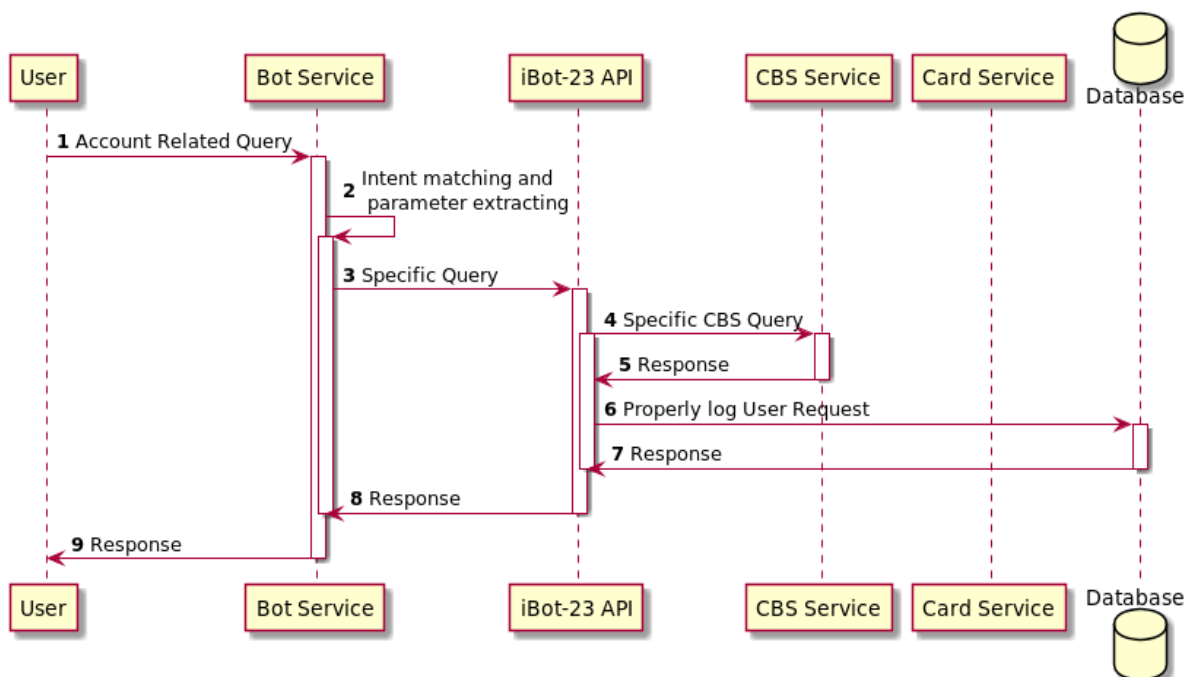 Database
User
Bot Service
iBot-23 API
CBS Service
Card Service
1 Account Related Query
2 Intent matching and
parameter extracting
3 Specific Query
4 Specific CBS Query
5 Response
6 Properly log User Request
7 Response
8 Response
9 Response
User
Bot Service
iBot-23 API
CBS Service
Card Service
Database